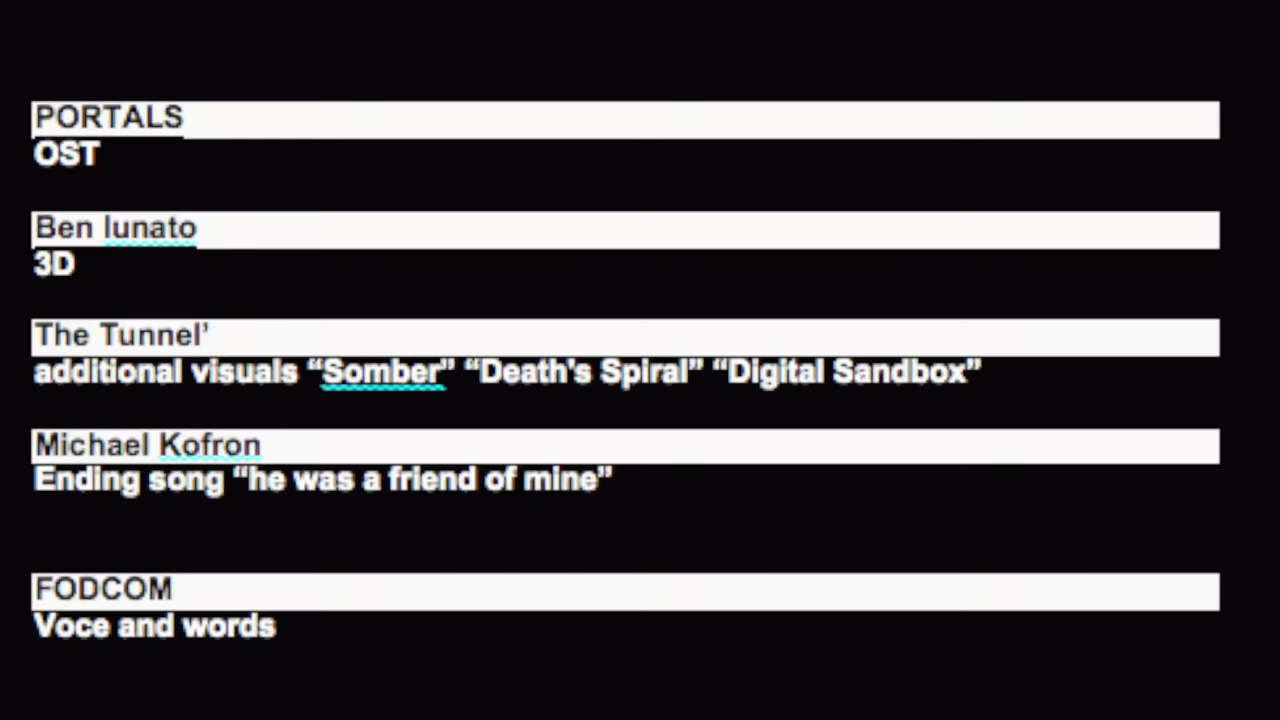 PORTALS
OST
Ben lunato
3D
The Tunnel’
additional visuals “Somber” “Death's Spiral” “Digital Sandbox”
Michael Kofron
Ending song “he was a friend of mine”
FODCOM
Voce and words